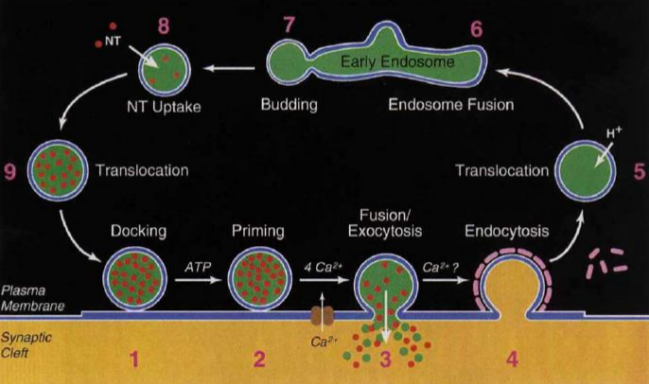 8
7
6
NT
Early Endosome
NT Uptake
Budding
Endosome Fusion
H+
9
Translocation
Translocation
5
Docking
Priming
Fusion/
Exocytosis
Endocytosis
ATP
4 Ca²⁺
Ca²⁺ ?
Plasma
Membrane
Synaptic
Cleft
Ca²⁺
1
2
3
4